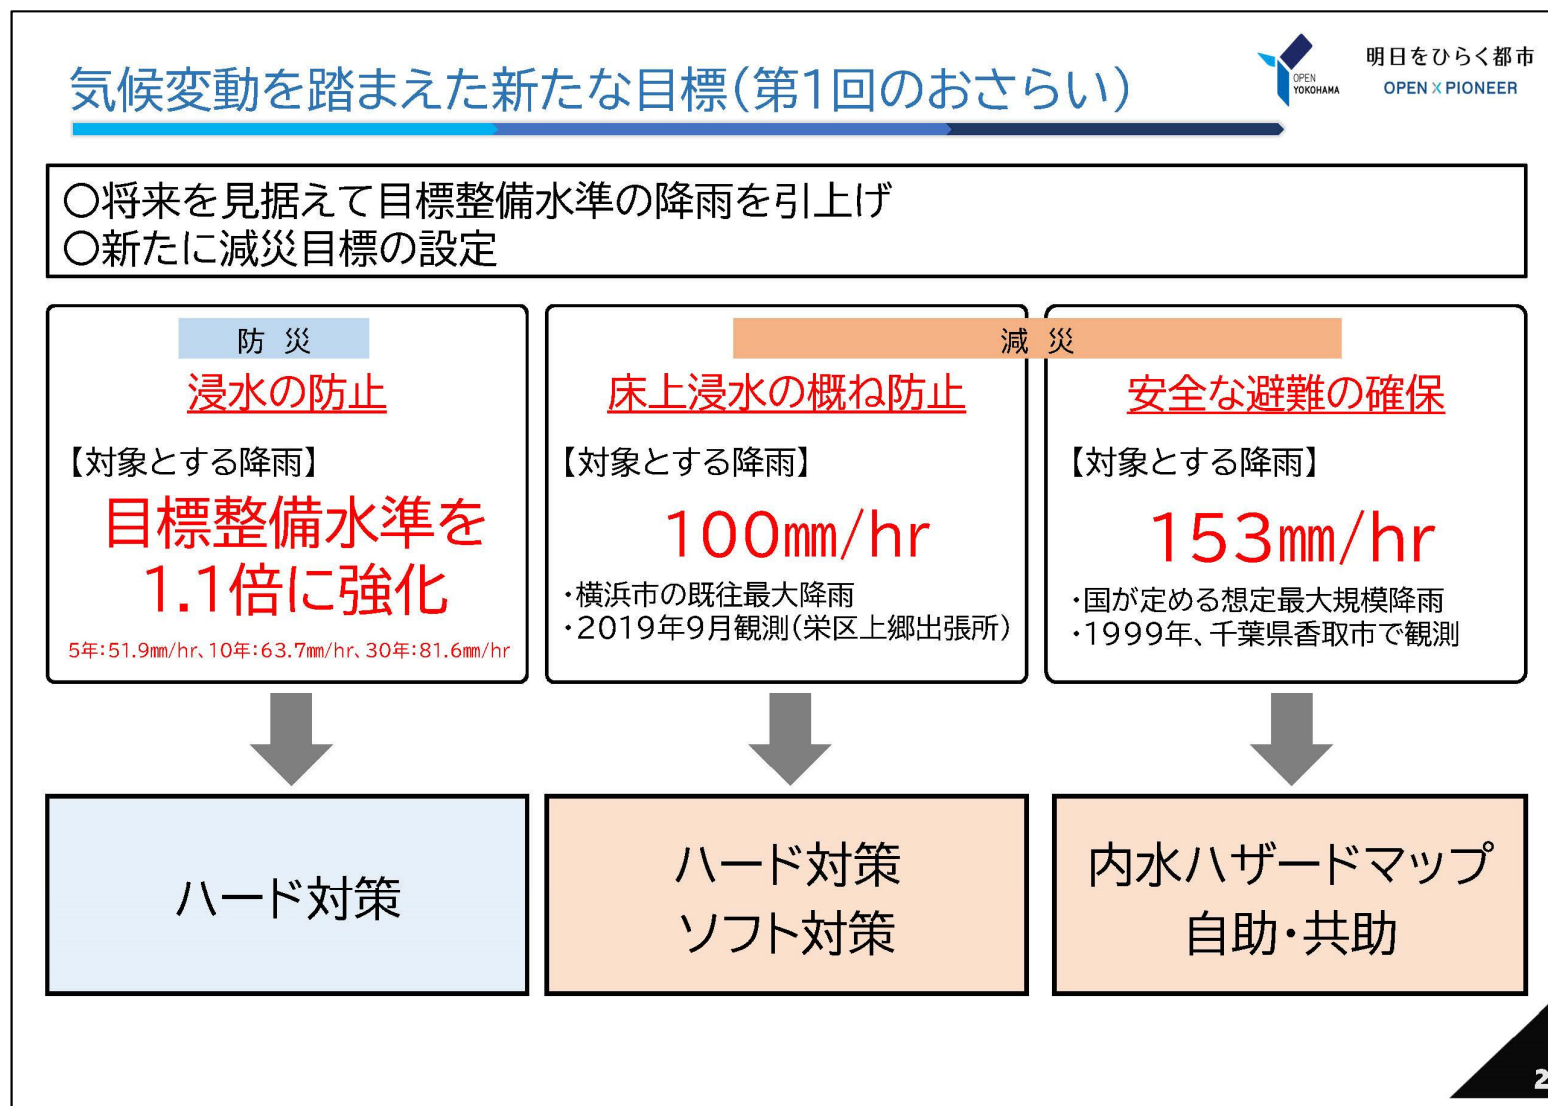 気候変動を踏まえた新たな目標(第1回のおさらい)
OPEN
YOKOHAMA
明日をひらく都市
OPEN X PIONEER
○将来を見据えて目標整備水準の降雨を引上げ
○新たに減災目標の設定
防 災
浸水の防止
【対象とする降雨】
目標整備水準を
1.1倍に強化
5年:51.9㎜/hr、10年:63.7㎜/hr、30年:81.6㎜/hr
ハード対策
減 災
床上浸水の概ね防止
【対象とする降雨】
100㎜/hr
・横浜市の既往最大降雨
・2019年9月観測(栄区上郷出張所)
ハード対策
ソフト対策
安全な避難の確保
【対象とする降雨】
153㎜/hr
・国が定める想定最大規模降雨
・1999年、千葉県香取市で観測
内水ハザードマップ
自助・共助
2